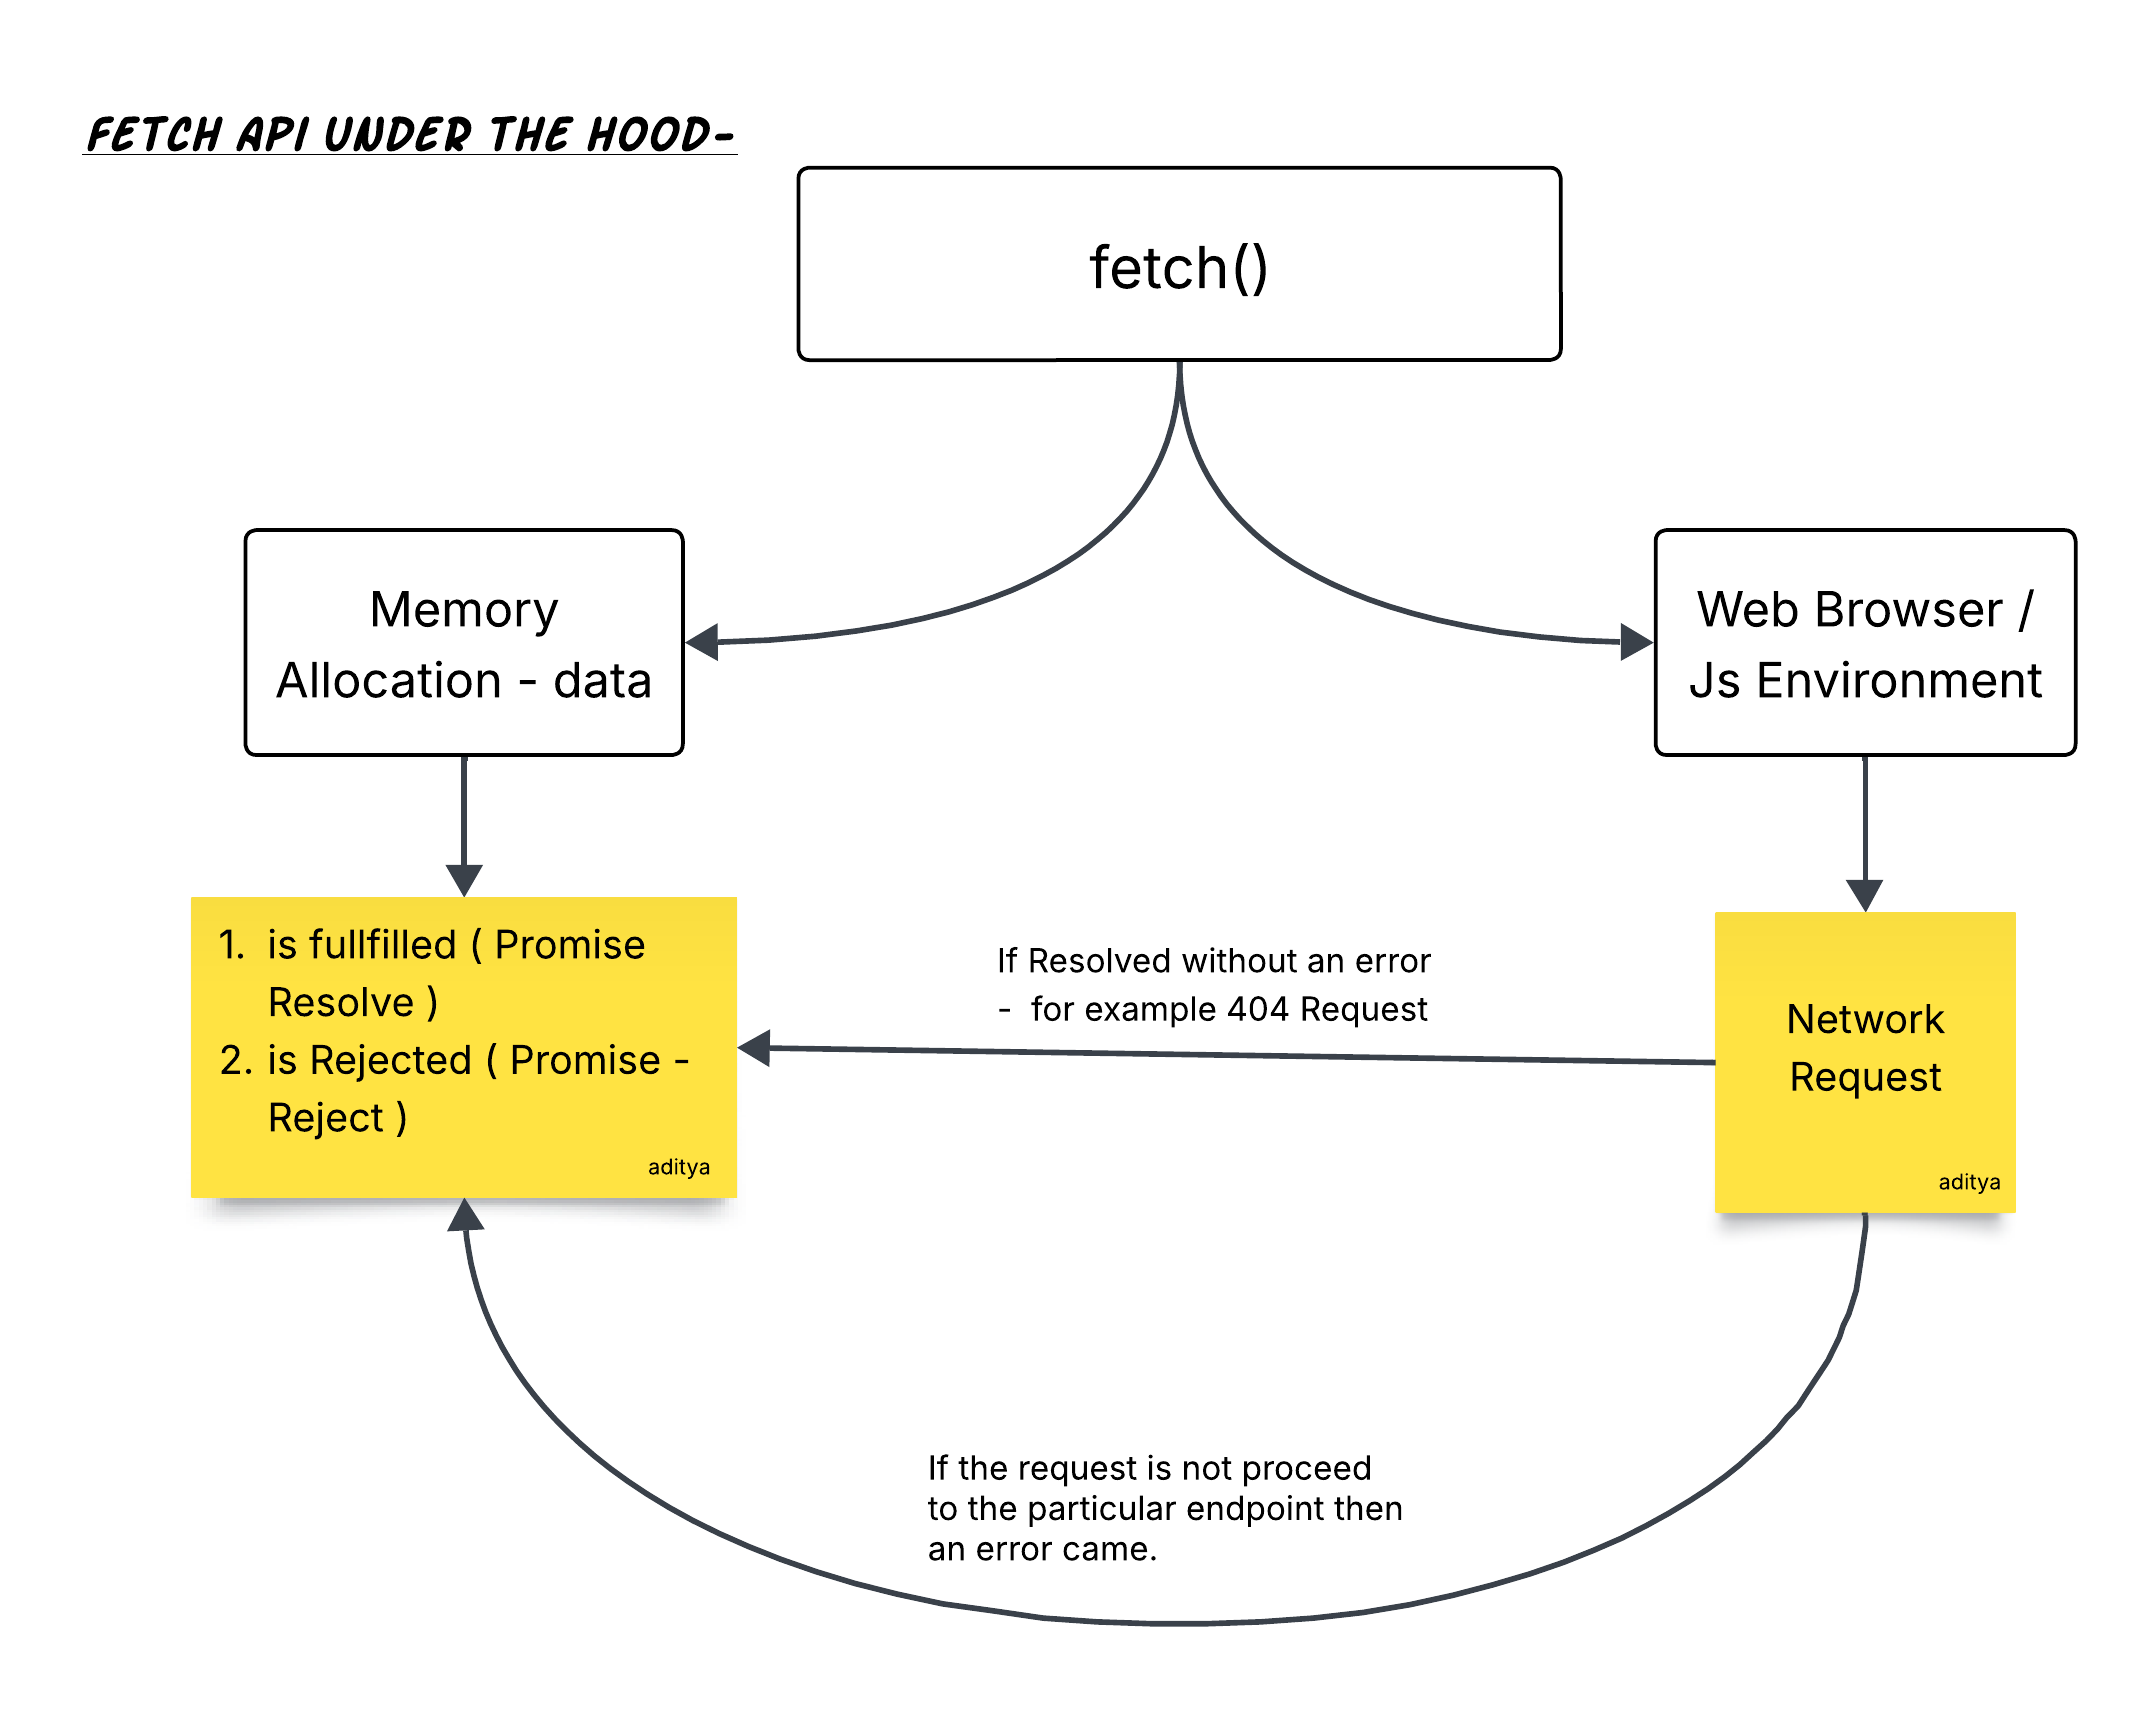 FETCH API UNDER THE HOOD-
fetch()
Memory
Allocation - data
Web Browser /
Js Environment
1. is fullfilled ( Promise
Resolve )
2. is Rejected ( Promise -
Reject )
aditya
If Resolved without an error
- for example 404 Request
Network
Request
aditya
If the request is not proceed
to the particular endpoint then
an error came.